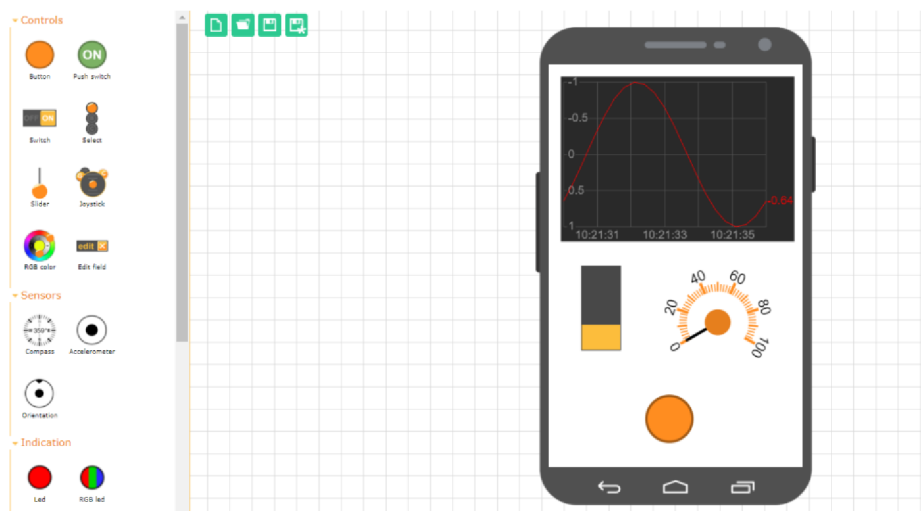 Controls
Button
Push switch
ON
OFF ON
Switch
Select
Slider
Joystick
RGB color
edit
Edit field
Sensors
350°
Compass
Accelerometer
Orientation
Indication
Led
RGB led
-1
-0.5
0
0.5
1
-0.64
10:21:31 10:21:33 10:21:35
0 20 40 60 80 100